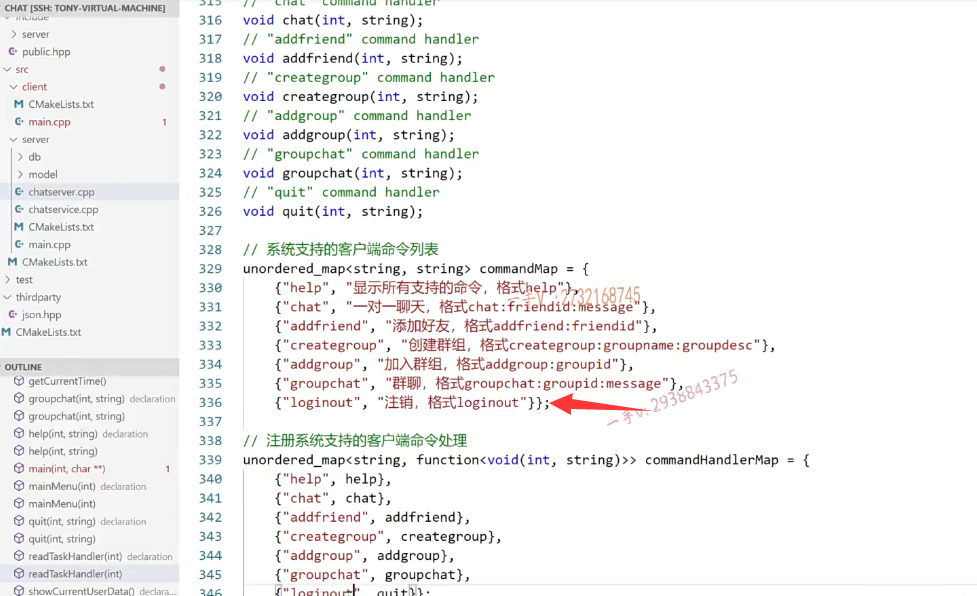 CHAT [SSH: TONY-VIRTUAL-MACHINE]
include
server
public.hpp
src
client
CMakeLists.txt
main.cpp 1
server
db
model
chatserver.cpp
chatservice.cpp
CMakeLists.txt
main.cpp
CMakeLists.txt
test
thirdparty
json.hpp
CMakeLists.txt
OUTLINE
getCurrentTime()
groupchat(int, string) declaration
groupchat(int, string)
help(int, string) declaration
help(int, string)
main(int, char **) 1
mainMenu(int) declaration
mainMenu(int)
quit(int, string) declaration
quit(int, string)
readTaskHandler(int) declaration
readTaskHandler(int)
showCurrentUserData() declara...
315 // "chat" command handler
316 void chat(int, string);
317 // "addfriend" command handler
318 void addfriend(int, string);
319 // "creategroup" command handler
320 void creategroup(int, string);
321 // "addgroup" command handler
322 void addgroup(int, string);
323 // "groupchat" command handler
324 void groupchat(int, string);
325 // "quit" command handler
326 void quit(int, string);
327
328 // 系统支持的客户端命令列表
329 unordered_map<string, string> commandMap = {
330 {"help", "显示所有支持的命令，格式help"},
331 {"chat", "一对一聊天，格式chat:friendid:message"},
332 {"addfriend", "添加好友，格式addfriend:friendid"},
333 {"creategroup", "创建群组，格式creategroup:groupname:groupdesc"},
334 {"addgroup", "加入群组，格式addgroup:groupid"},
335 {"groupchat", "群聊，格式groupchat:groupid:message"},
336 {"loginout", "注销，格式loginout"}};
337
338 // 注册系统支持的客户端命令处理
339 unordered_map<string, function<void(int, string)>> commandHandlerMap = {
340 {"help", help},
341 {"chat", chat},
342 {"addfriend", addfriend},
343 {"creategroup", creategroup},
344 {"addgroup", addgroup},
345 {"groupchat", groupchat},
346 {"loginout", quit}};
一手V:2732168745
一手V:2938843375